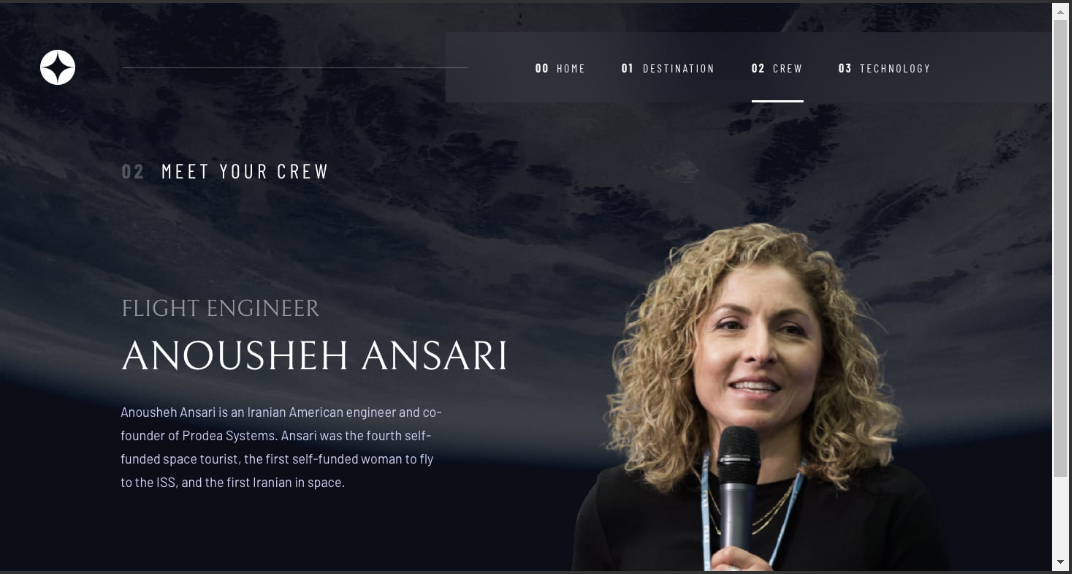 00 HOME 01 DESTINATION 02 CREW 03 TECHNOLOGY
02 MEET YOUR CREW
FLIGHT ENGINEER
ANOUSHEH ANSARI
Anousheh Ansari is an Iranian American engineer and co-
founder of Prodea Systems. Ansari was the fourth self-
funded space tourist, the first self-funded woman to fly
to the ISS, and the first Iranian in space.